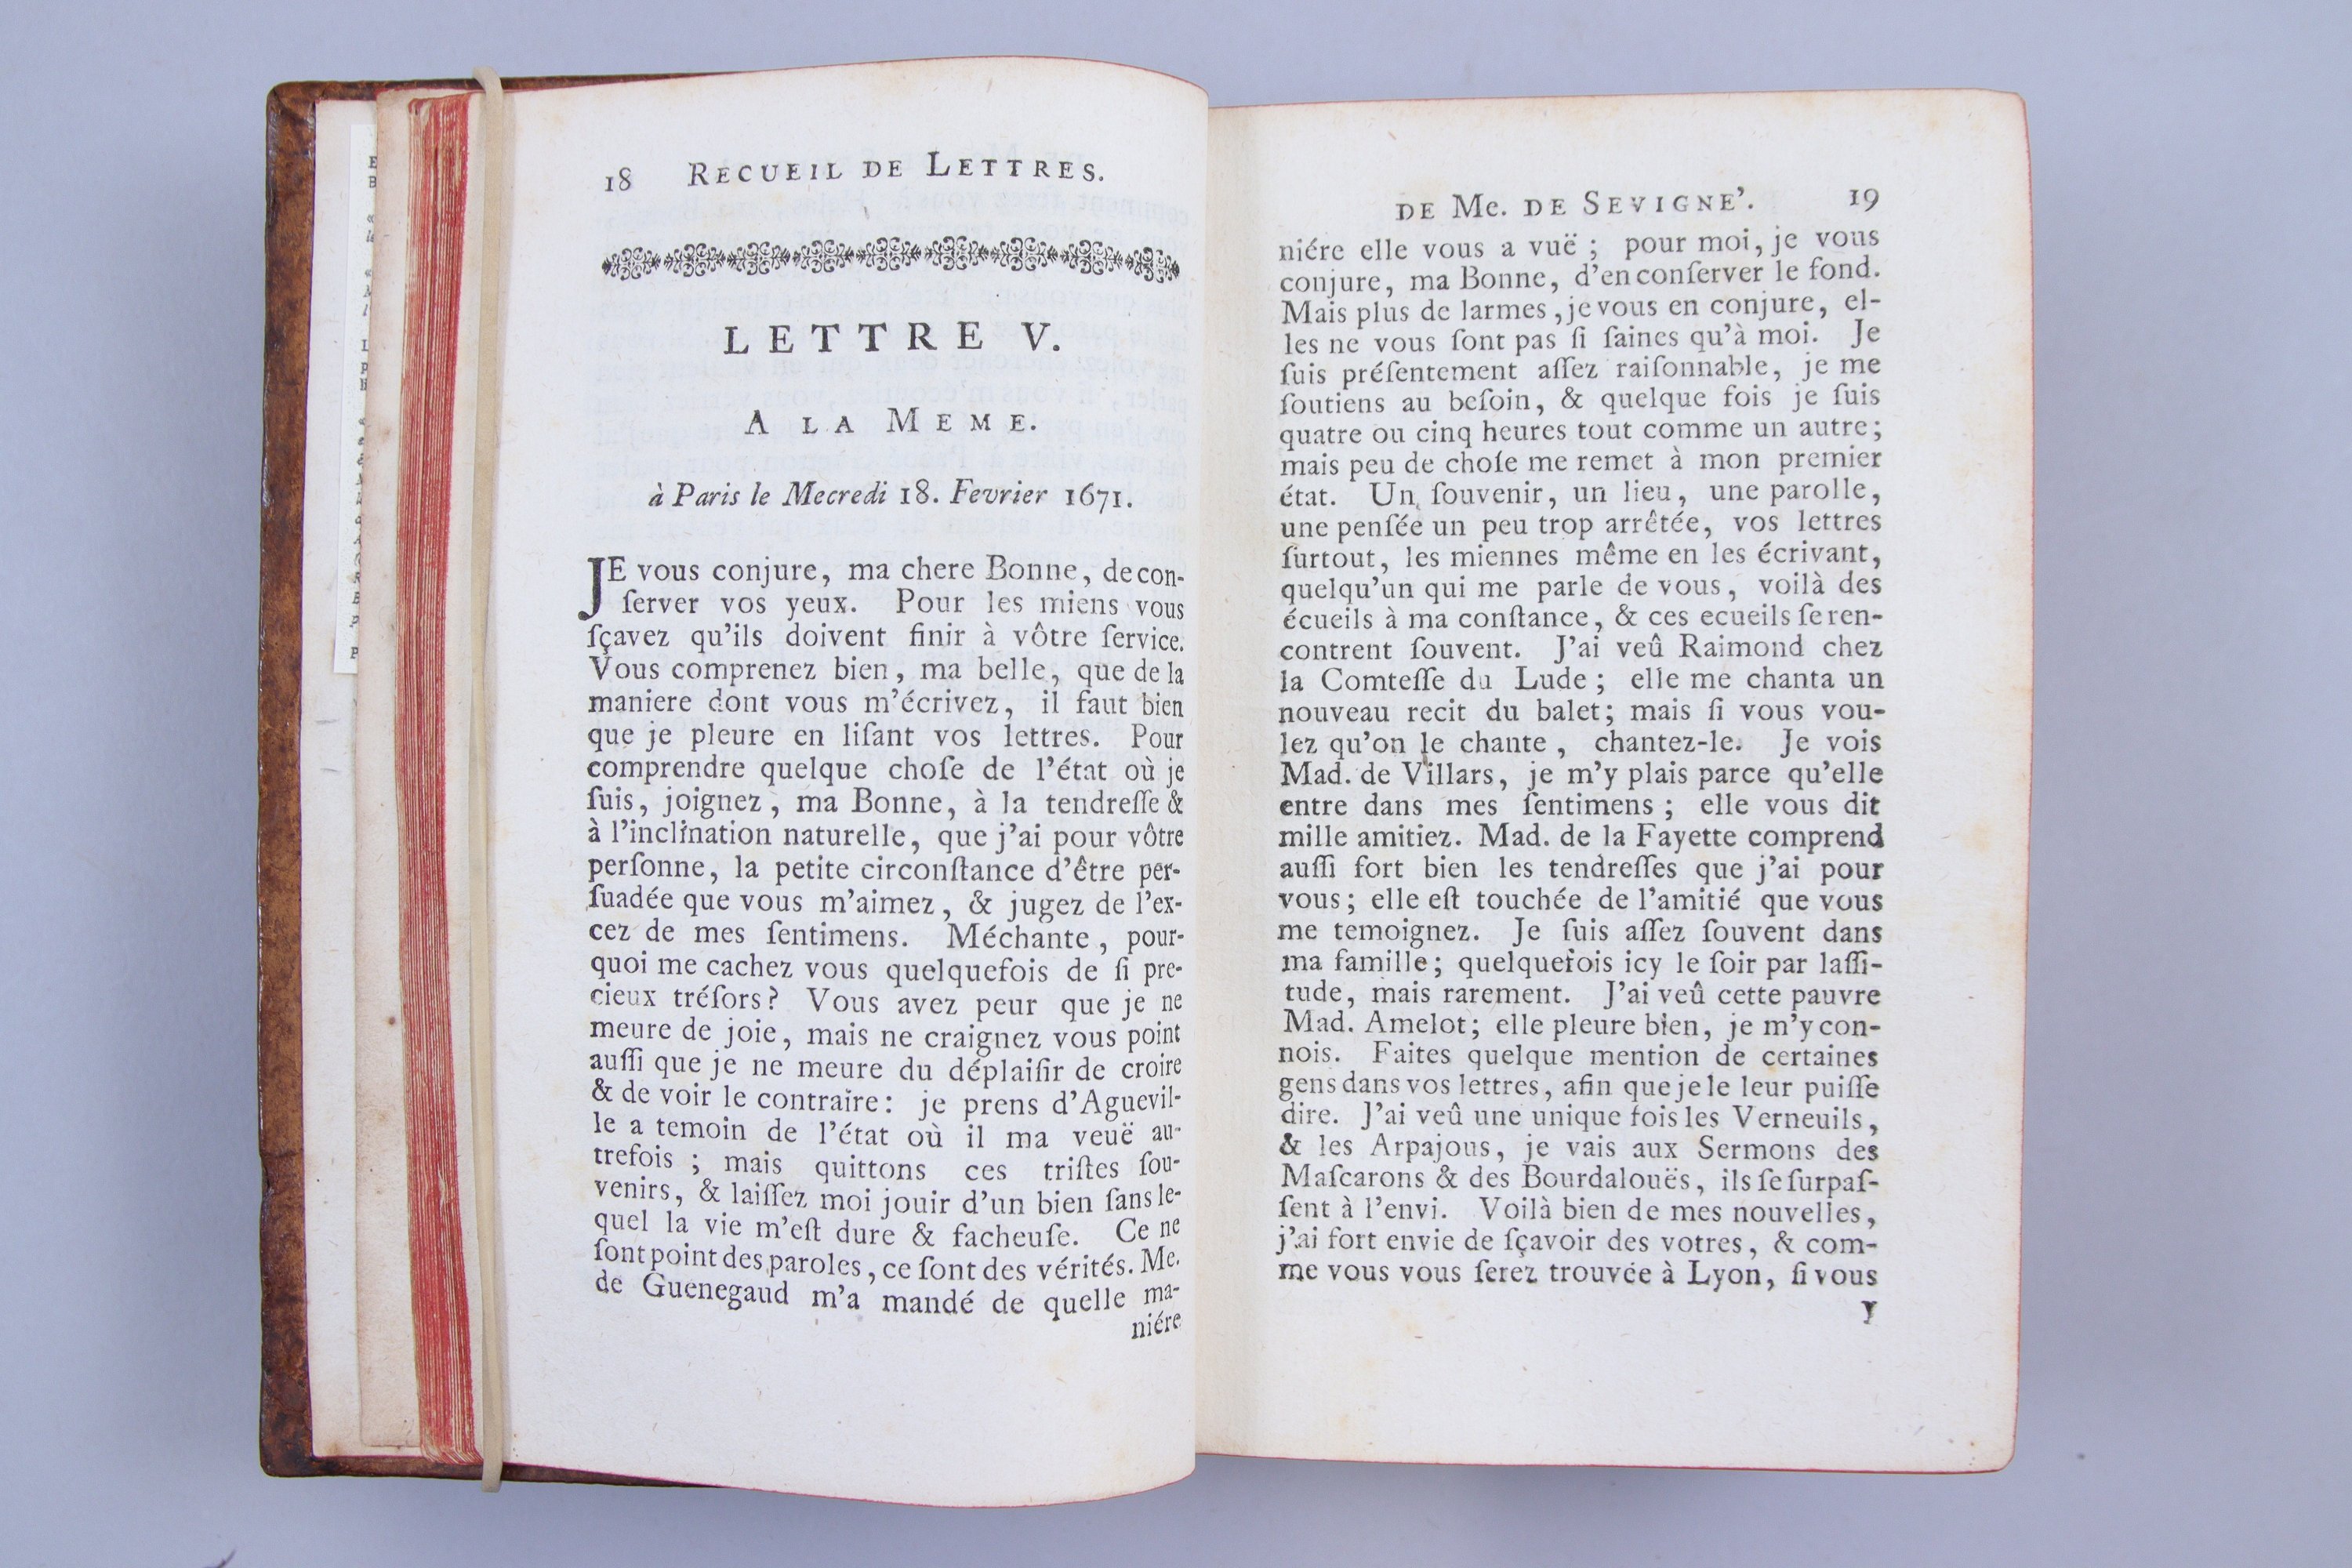 18 RECUEIL DE LETTRES.
LETTRE V.
A LA MEME.
à Paris le Mecredi 18. Fevrier 1671.
JE vous conjure, ma chere Bonne, de con-
ſerver vos yeux. Pour les miens vous
ſçavez qu'ils doivent finir à vôtre ſervice.
Vous comprenez bien, ma belle, que de la
maniere dont vous m'écrivez, il faut bien
que je pleure en liſant vos lettres. Pour
comprendre quelque choſe de l'état où je
ſuis, joignez, ma Bonne, à la tendreſſe &
à l'inclination naturelle, que j'ai pour vôtre
perſonne, la petite circonſtance d'être per-
ſuadée que vous m'aimez, & jugez de l'ex-
cez de mes ſentimens. Méchante, pour-
quoi me cachez vous quelquefois de ſi pre-
cieux tréſors? Vous avez peur que je ne
meure de joie, mais ne craignez vous point
auſſi que je ne meure du déplaiſir de croire
& de voir le contraire: je prens d'Aguevil-
le a temoin de l'état où il ma veuë au-
trefois ; mais quittons ces triſtes ſou-
venirs, & laiſſez moi jouir d'un bien ſans le-
quel la vie m'eſt dure & facheuſe. Ce ne
ſont point des paroles, ce ſont des vérités. Me.
de Guenegaud m'a mandé de quelle ma-
niére
DE Me. DE SEVIGNE'. 19
niére elle vous a vuë ; pour moi, je vous
conjure, ma Bonne, d'en conſerver le fond.
Mais plus de larmes, je vous en conjure, el-
les ne vous ſont pas ſi ſaines qu'à moi. Je
ſuis préſentement aſſez raiſonnable, je me
ſoutiens au beſoin, & quelque fois je ſuis
quatre ou cinq heures tout comme un autre;
mais peu de choſe me remet à mon premier
état. Un ſouvenir, un lieu, une parolle,
une penſée un peu trop arrêtée, vos lettres
ſurtout, les miennes même en les écrivant,
quelqu'un qui me parle de vous, voilà des
écueils à ma conſtance, & ces ecueils ſe ren-
contrent ſouvent. J'ai veû Raimond chez
la Comteſſe du Lude ; elle me chanta un
nouveau recit du balet; mais ſi vous vou-
lez qu'on le chante, chantez-le. Je vois
Mad. de Villars, je m'y plais parce qu'elle
entre dans mes ſentimens ; elle vous dit
mille amitiez. Mad. de la Fayette comprend
auſſi fort bien les tendreſſes que j'ai pour
vous; elle eſt touchée de l'amitié que vous
me temoignez. Je ſuis aſſez ſouvent dans
ma famille; quelquefois icy le ſoir par laſſi-
tude, mais rarement. J'ai veû cette pauvre
Mad. Amelot; elle pleure bien, je m'y con-
nois. Faites quelque mention de certaines
gens dans vos lettres, afin que je le leur puiſſe
dire. J'ai veû une unique fois les Verneuils,
& les Arpajous, je vais aux Sermons des
Maſcarons & des Bourdalouës, ils ſe ſurpaſ-
ſent à l'envi. Voilà bien de mes nouvelles,
j'ai fort envie de ſçavoir des votres, & com-
me vous vous ſerez trouvée à Lyon, ſi vous
y